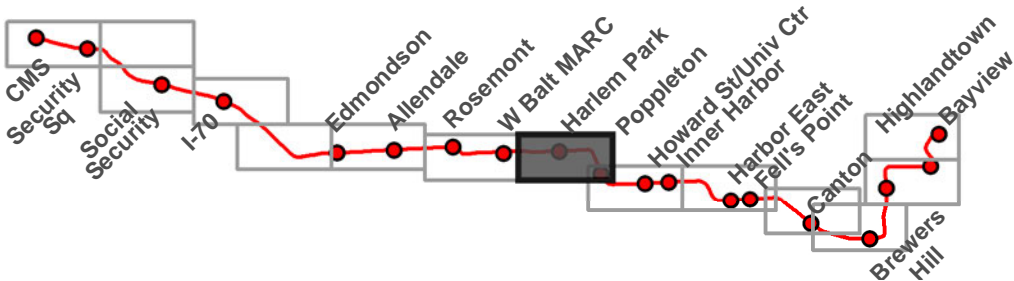 CMS
Security
Sq
Social
Security
I-70
Edmondson
Allendale
Rosemont
W Balt MARC
Harlem Park
Poppleton
Howard St/Univ Ctr
Inner Harbor
Harbor East
Fell's Point
Canton
Brewers
Hill
Highlandtown
Bayview